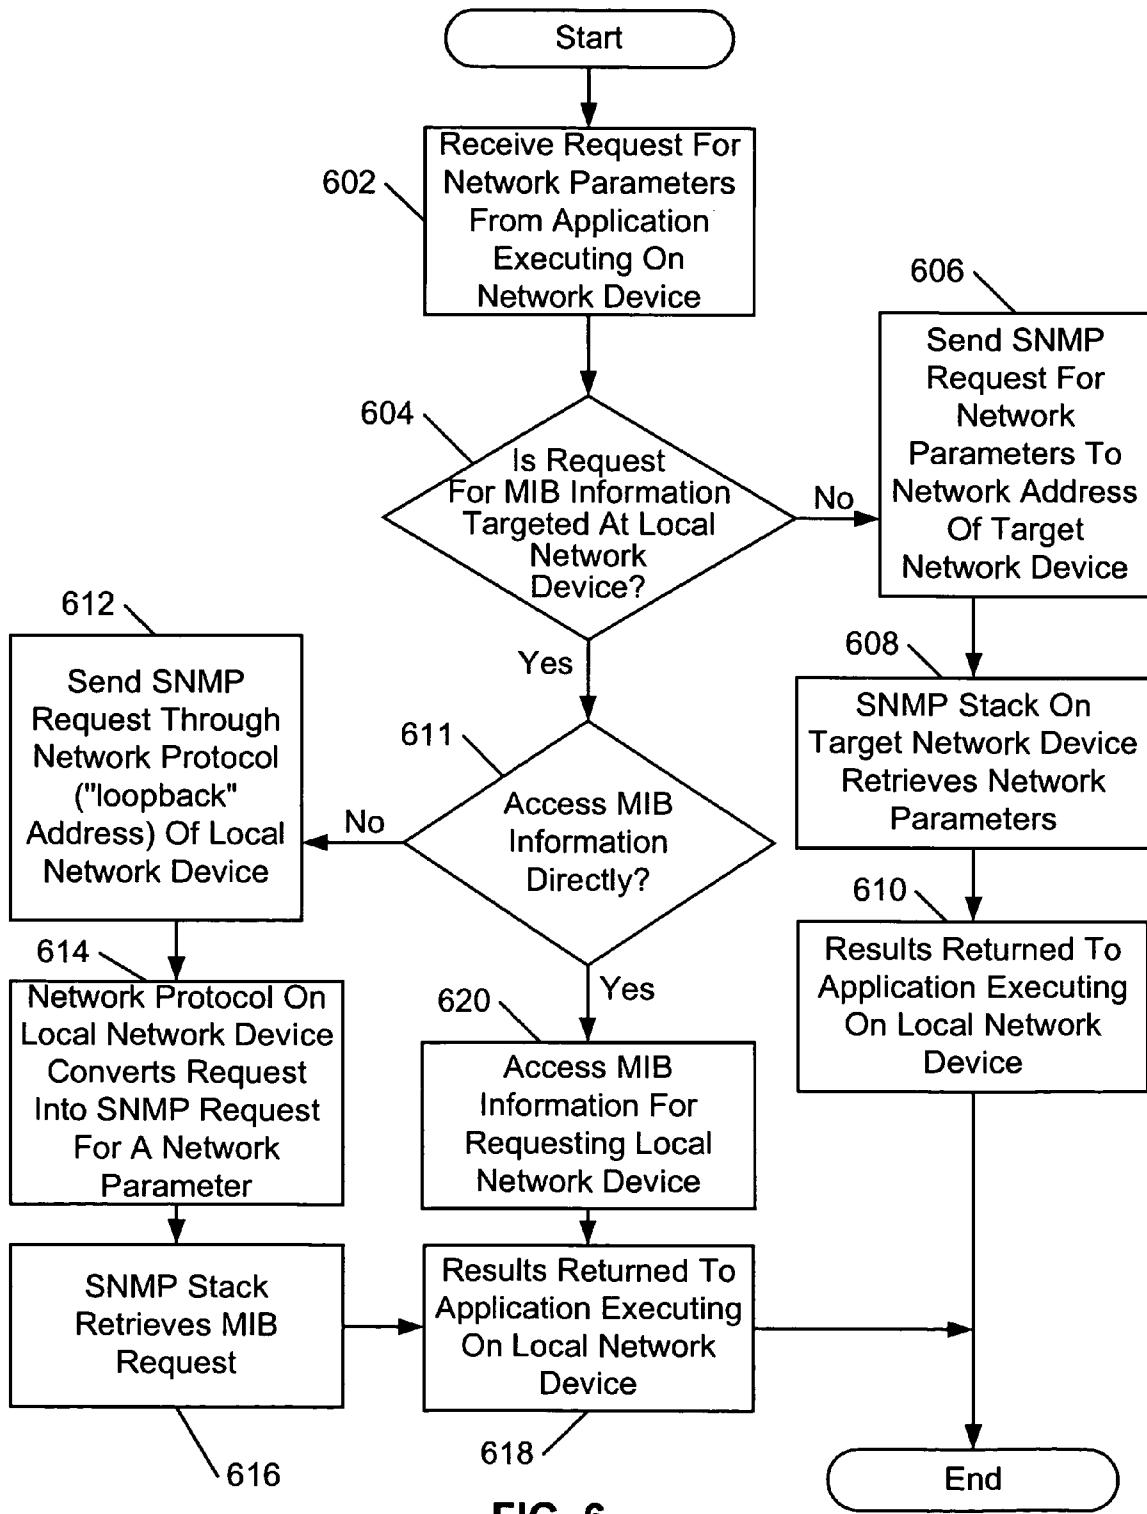 Start
602
Receive Request For
Network Parameters
From Application
Executing On
Network Device
604
Is Request
For MIB Information
Targeted At Local
Network
Device?
No
606
Send SNMP
Request For
Network
Parameters To
Network Address
Of Target
Network Device
Yes
608
SNMP Stack On
Target Network Device
Retrieves Network
Parameters
610
Results Returned To
Application Executing
On Local Network
Device
611
Access MIB
Information
Directly?
No
612
Send SNMP
Request Through
Network Protocol
("loopback"
Address) Of Local
Network Device
614
Network Protocol On
Local Network Device
Converts Request
Into SNMP Request
For A Network
Parameter
Yes
620
Access MIB
Information For
Requesting Local
Network Device
SNMP Stack
Retrieves MIB
Request
616
Results Returned To
Application Executing
On Local Network
Device
618
End
FIG. 6